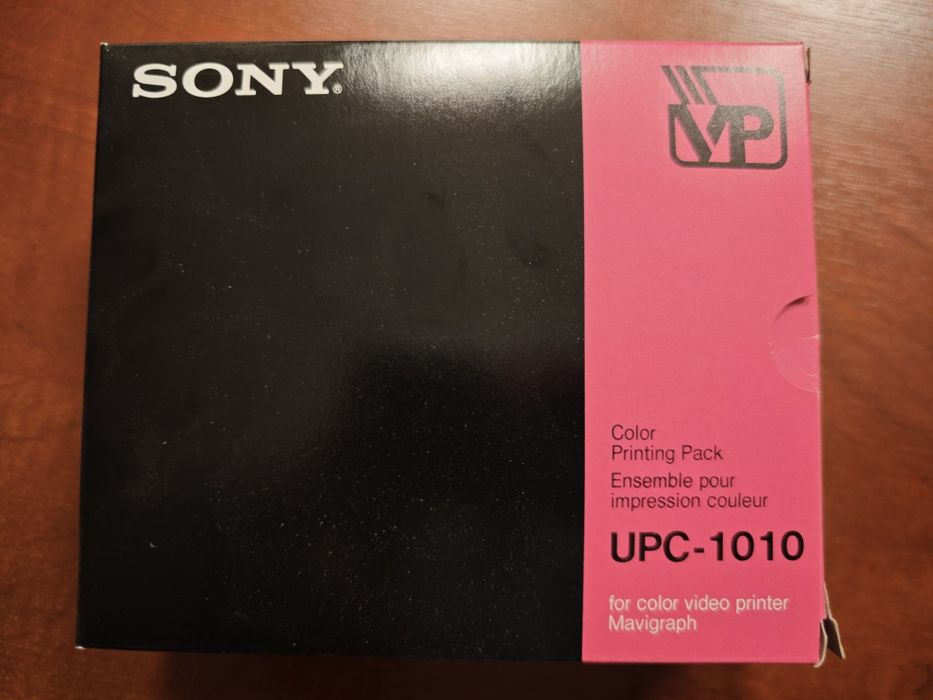 SONY®
VP
Color
Printing Pack
Ensemble pour
impression couleur
UPC-1010
for color video printer
Mavigraph